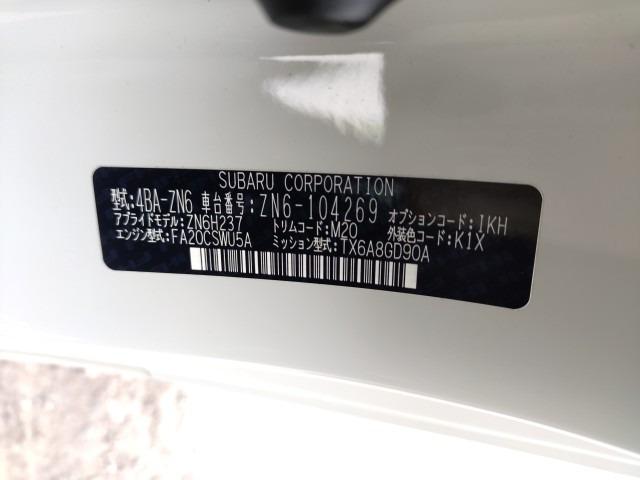 SUBARU CORPORATION
型式:4BA-ZN6 車台番号:ZN6-104269 オプションコード:IKH
アプライドモデル:ZN6H237 トリムコード:M20 外装色コード:K1X
エンジン型式:FA20CSWU5A ミッション型式:TX6A8GD90A